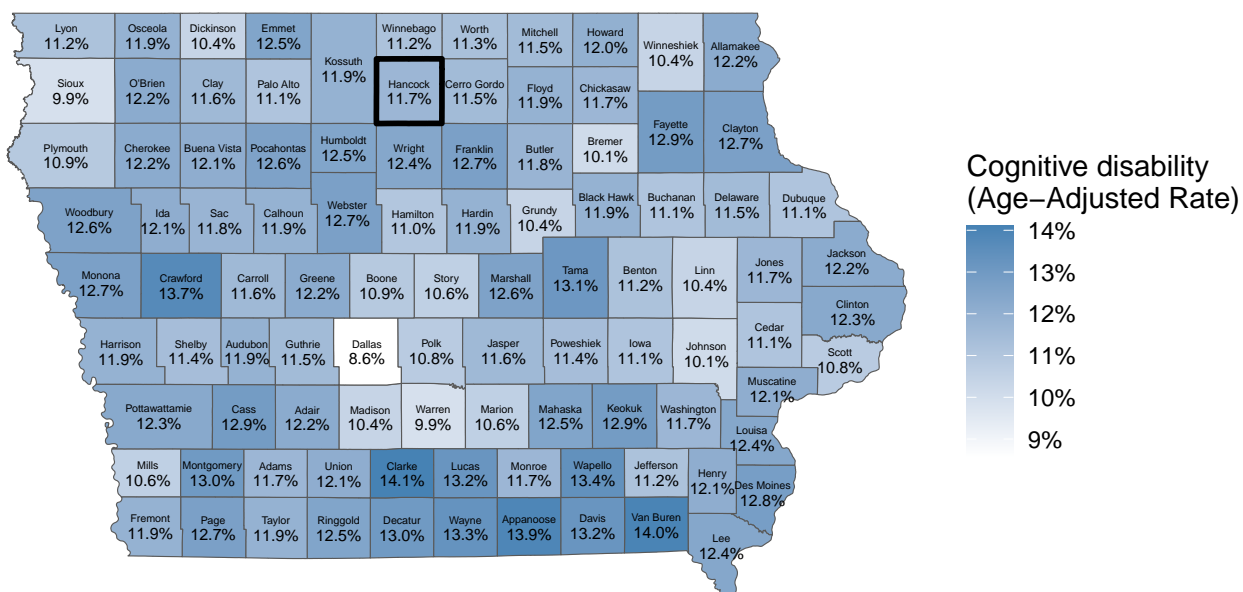 Lyon
11.2%
Osceola
11.9%
Dickinson
10.4%
Emmet
12.5%
Kossuth
11.9%
Winnebago
11.2%
Worth
11.3%
Mitchell
11.5%
Howard
12.0%
Winneshiek
10.4%
Allamakee
12.2%
Sioux
9.9%
O'Brien
12.2%
Clay
11.6%
Palo Alto
11.1%
Hancock
11.7%
Cerro Gordo
11.5%
Floyd
11.9%
Chickasaw
11.7%
Plymouth
10.9%
Cherokee
12.2%
Buena Vista
12.1%
Pocahontas
12.6%
Humboldt
12.5%
Wright
12.4%
Franklin
12.7%
Butler
11.8%
Bremer
10.1%
Fayette
12.9%
Clayton
12.7%
Woodbury
12.6%
Ida
12.1%
Sac
11.8%
Calhoun
11.9%
Webster
12.7%
Hamilton
11.0%
Hardin
11.9%
Grundy
10.4%
Black Hawk
11.9%
Buchanan
11.1%
Delaware
11.5%
Dubuque
11.1%
Monona
12.7%
Crawford
13.7%
Carroll
11.6%
Greene
12.2%
Boone
10.9%
Story
10.6%
Marshall
12.6%
Tama
13.1%
Benton
11.2%
Linn
10.4%
Jones
11.7%
Jackson
12.2%
Clinton
12.3%
Harrison
11.9%
Shelby
11.4%
Audubon
11.9%
Guthrie
11.5%
Dallas
8.6%
Polk
10.8%
Jasper
11.6%
Poweshiek
11.4%
Iowa
11.1%
Johnson
10.1%
Cedar
11.1%
Scott
10.8%
Muscatine
12.1%
Pottawattamie
12.3%
Cass
12.9%
Adair
12.2%
Madison
10.4%
Warren
9.9%
Marion
10.6%
Mahaska
12.5%
Keokuk
12.9%
Washington
11.7%
Louisa
12.4%
Mills
10.6%
Montgomery
13.0%
Adams
11.7%
Union
12.1%
Clarke
14.1%
Lucas
13.2%
Monroe
11.7%
Wapello
13.4%
Jefferson
11.2%
Henry
12.1%
Des Moines
12.8%
Fremont
11.9%
Page
12.7%
Taylor
11.9%
Ringgold
12.5%
Decatur
13.0%
Wayne
13.3%
Appanoose
13.9%
Davis
13.2%
Van Buren
14.0%
Lee
12.4%
Cognitive disability
(Age−Adjusted Rate)
14%
13%
12%
11%
10%
9%